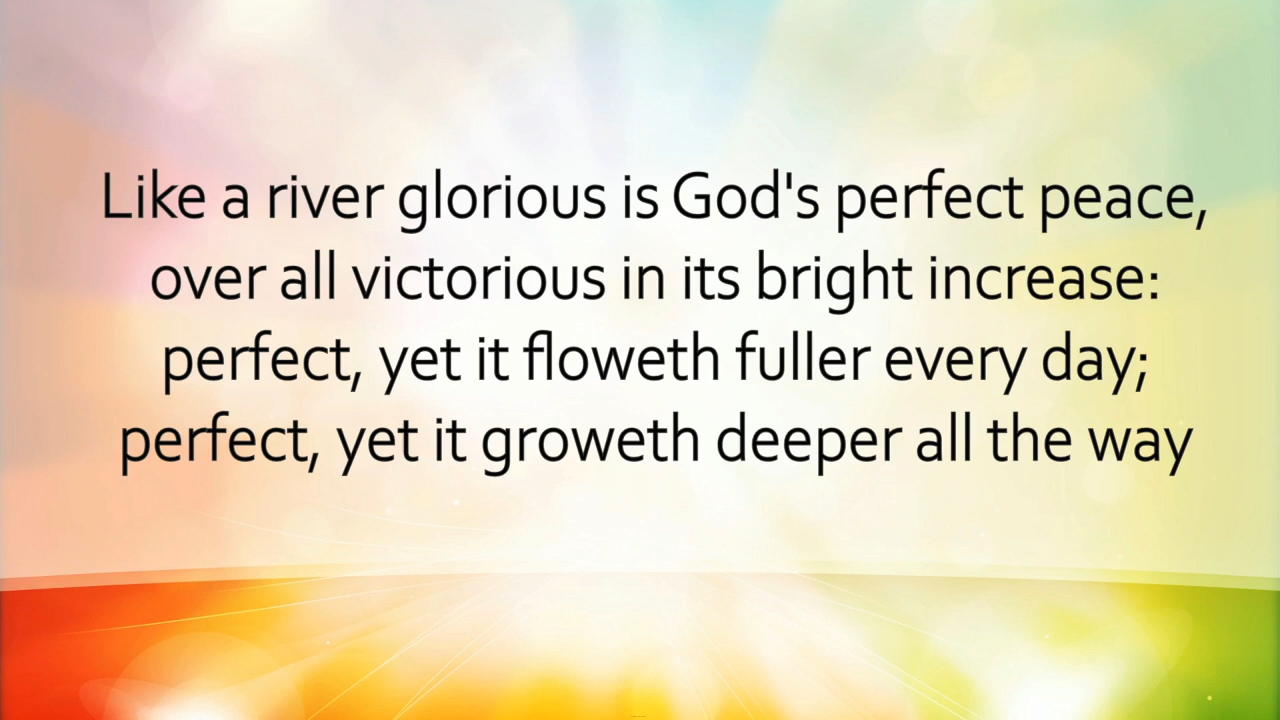 Like a river glorious is God's perfect peace,
over all victorious in its bright increase:
perfect, yet it floweth fuller every day;
perfect, yet it groweth deeper all the way